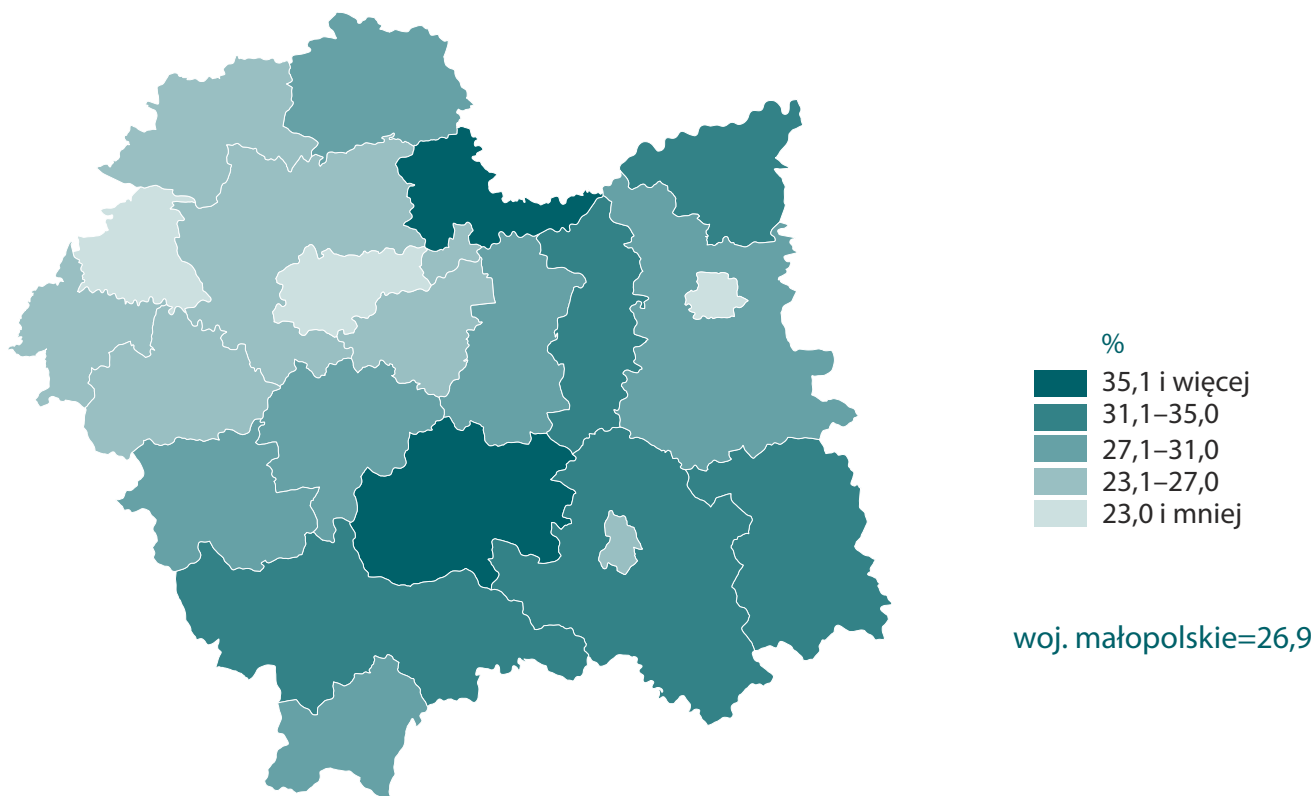 %
35,1 i więcej
31,1–35,0
27,1–31,0
23,1–27,0
23,0 i mniej
woj. małopolskie=26,9